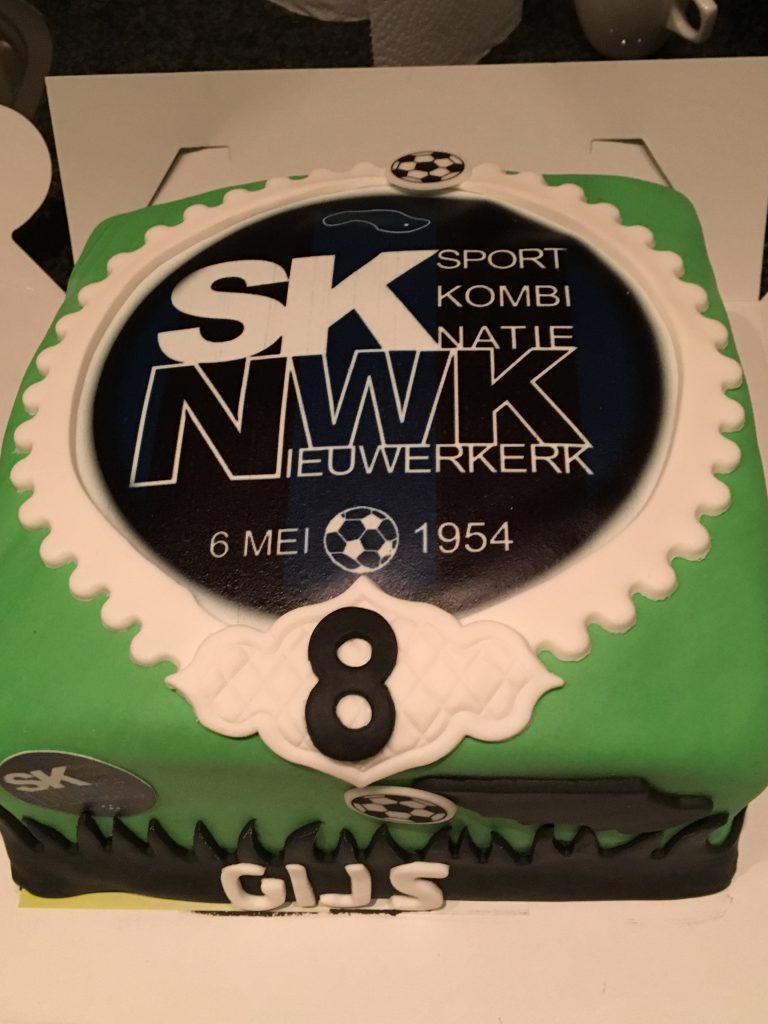 SK SPORT
KOMBI
NATIE
NWK
NIEUWERKERK
6 MEI 1954
8
SK
GIJS